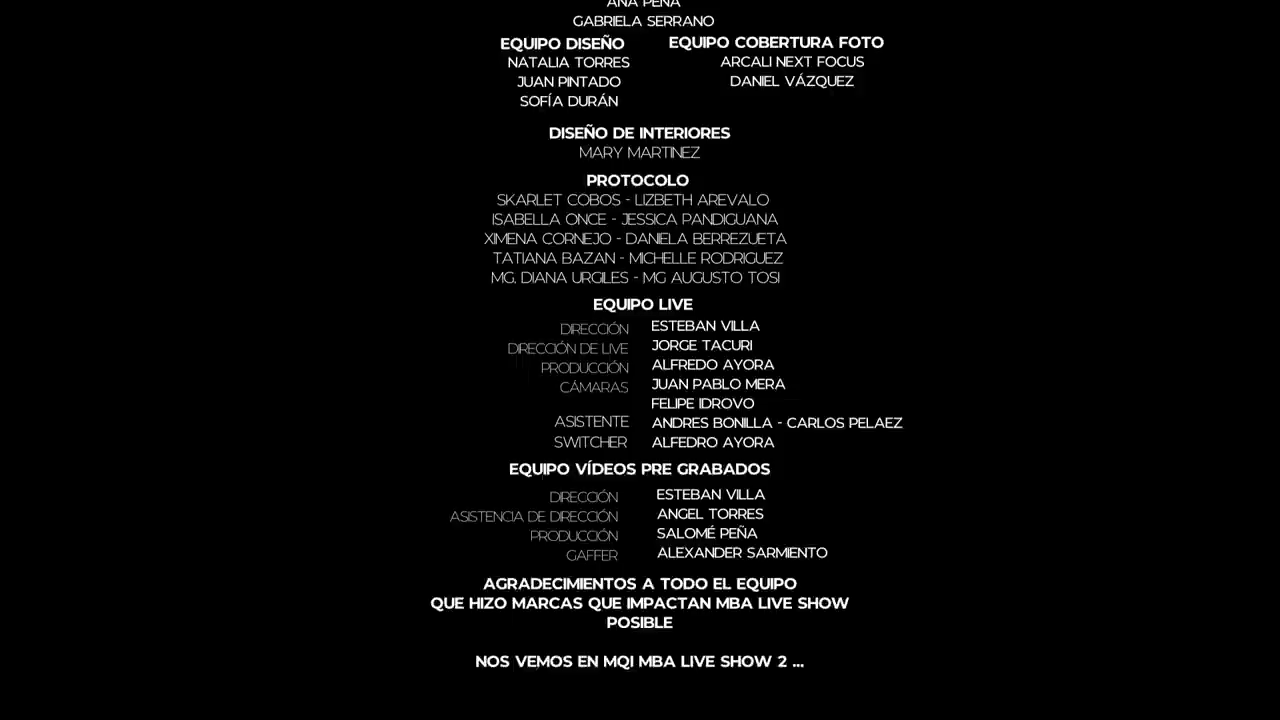 ANA PEÑA
GABRIELA SERRANO
EQUIPO DISEÑO
NATALIA TORRES
JUAN PINTADO
SOFÍA DURÁN
EQUIPO COBERTURA FOTO
ARCALI NEXT FOCUS
DANIEL VÁZQUEZ
DISEÑO DE INTERIORES
MARY MARTINEZ
PROTOCOLO
SKARLET COBOS - LIZBETH AREVALO
ISABELLA ONCE - JESSICA PANDIGUANA
XIMENA CORNEJO - DANIELA BERREZUETA
TATIANA BAZAN - MICHELLE RODRIGUEZ
MG. DIANA URGILES - MG AUGUSTO TOSI
EQUIPO LIVE
DIRECCIÓN ESTEBAN VILLA
DIRECCIÓN DE LIVE JORGE TACURI
PRODUCCIÓN ALFREDO AYORA
CÁMARAS JUAN PABLO MERA
FELIPE IDROVO
ASISTENTE ANDRES BONILLA - CARLOS PELAEZ
SWITCHER ALFEDRO AYORA
EQUIPO VÍDEOS PRE GRABADOS
DIRECCIÓN ESTEBAN VILLA
ASISTENCIA DE DIRECCIÓN ANGEL TORRES
PRODUCCIÓN SALOMÉ PEÑA
GAFFER ALEXANDER SARMIENTO
AGRADECIMIENTOS A TODO EL EQUIPO
QUE HIZO MARCAS QUE IMPACTAN MBA LIVE SHOW
POSIBLE
NOS VEMOS EN MQI MBA LIVE SHOW 2 ...